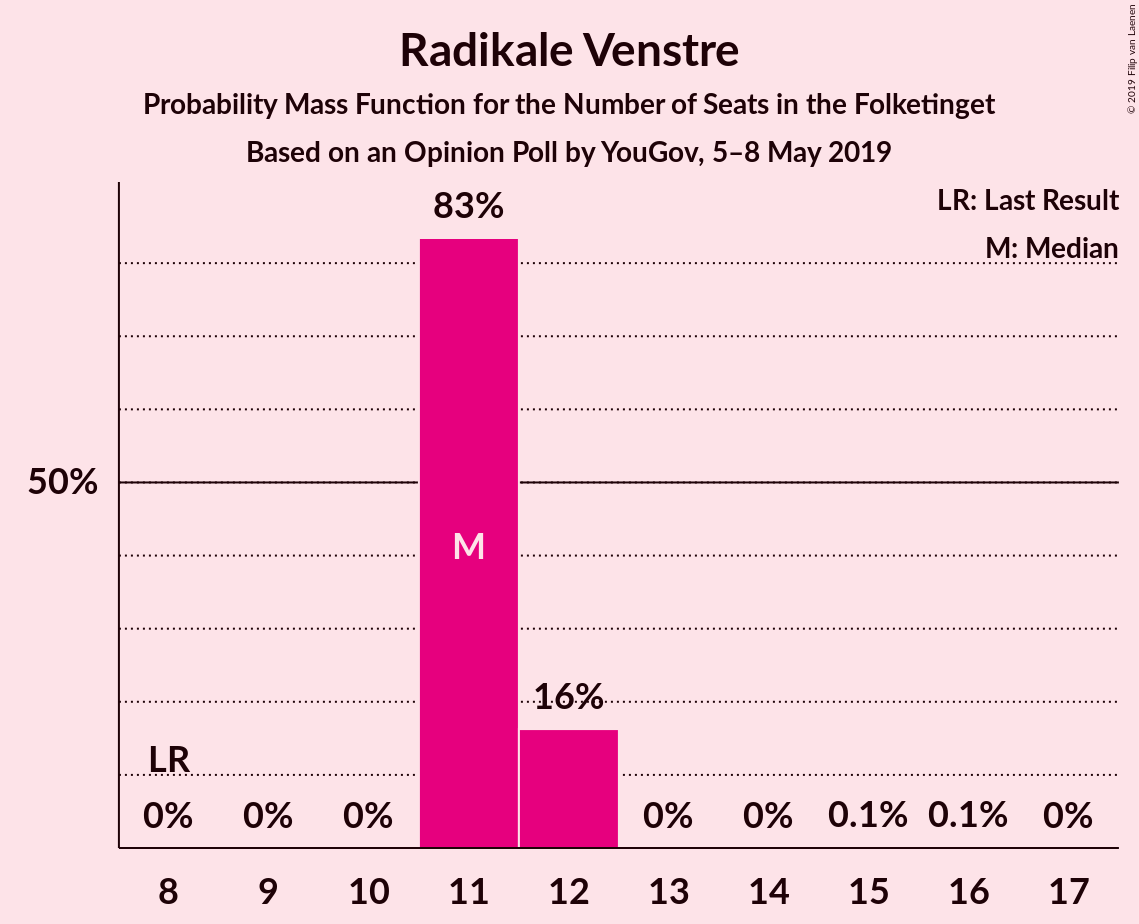 Radikale Venstre
Probability Mass Function for the Number of Seats in the Folketinget
Based on an Opinion Poll by YouGov, 5–8 May 2019
© 2019 Filip van Laenen
LR: Last Result
M: Median
83%
50%
M
16%
LR
0% 0% 0% 0% 0% 0.1% 0.1% 0%
8 9 10 11 12 13 14 15 16 17